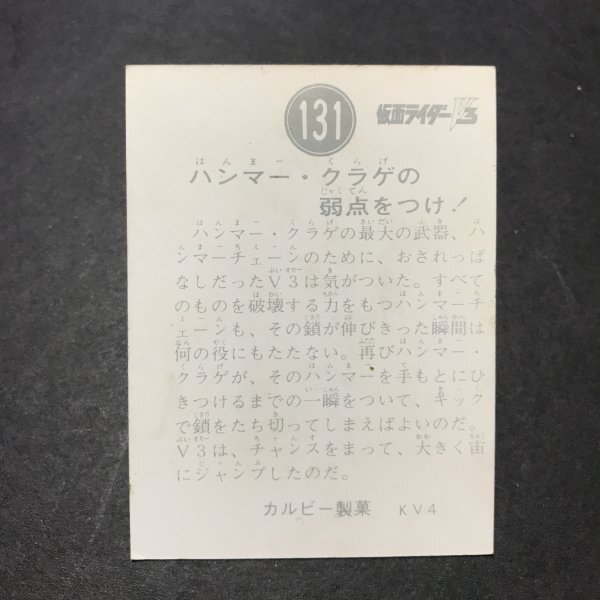 131
仮面ライダーV3
ハンマー・クラゲの
弱点をつけ!
ハンマー・クラゲの最大の武器、ハ
ンマーチェーンのために、おされっぱ
なしだったV3は気がついた。すべて
のものを破壊する力をもつハンマーチ
ェーンも、その鎖が伸びきった瞬間は
何の役にもたたない。再びハンマー・
クラゲが、そのハンマーを手もとにひ
きつけるまでの一瞬をついて、キック
で鎖をたち切ってしまえばよいのだ。
V3は、チャンスをまって、大きく宙
にジャンプしたのだ。
カルビー製菓 KV4